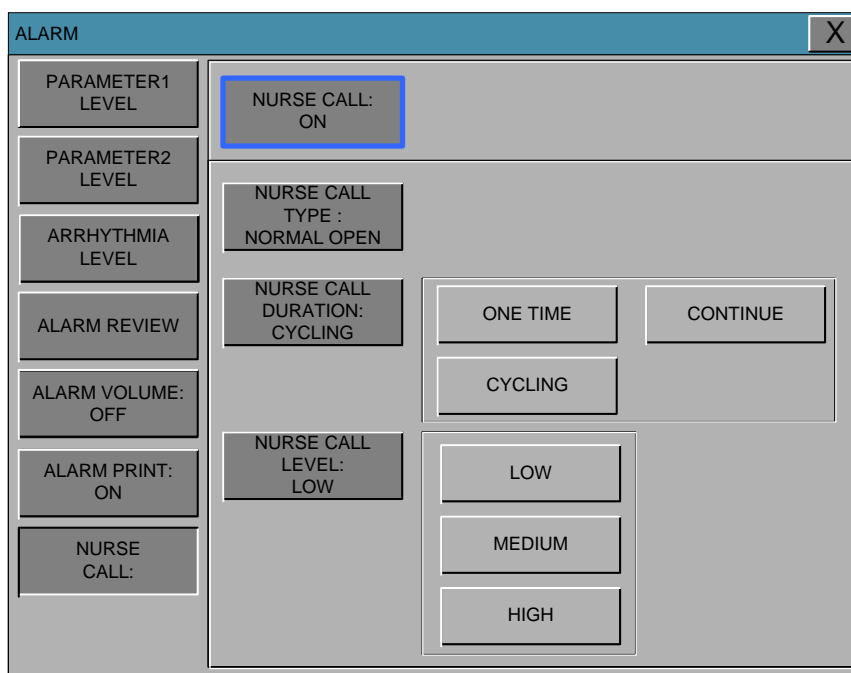 ALARM
X
PARAMETER1
LEVEL
PARAMETER2
LEVEL
ARRHYTHMIA
LEVEL
ALARM REVIEW
ALARM VOLUME:
OFF
ALARM PRINT:
ON
NURSE
CALL:
NURSE CALL:
ON
NURSE CALL
TYPE :
NORMAL OPEN
NURSE CALL
DURATION:
CYCLING
ONE TIME
CONTINUE
CYCLING
NURSE CALL
LEVEL:
LOW
LOW
MEDIUM
HIGH